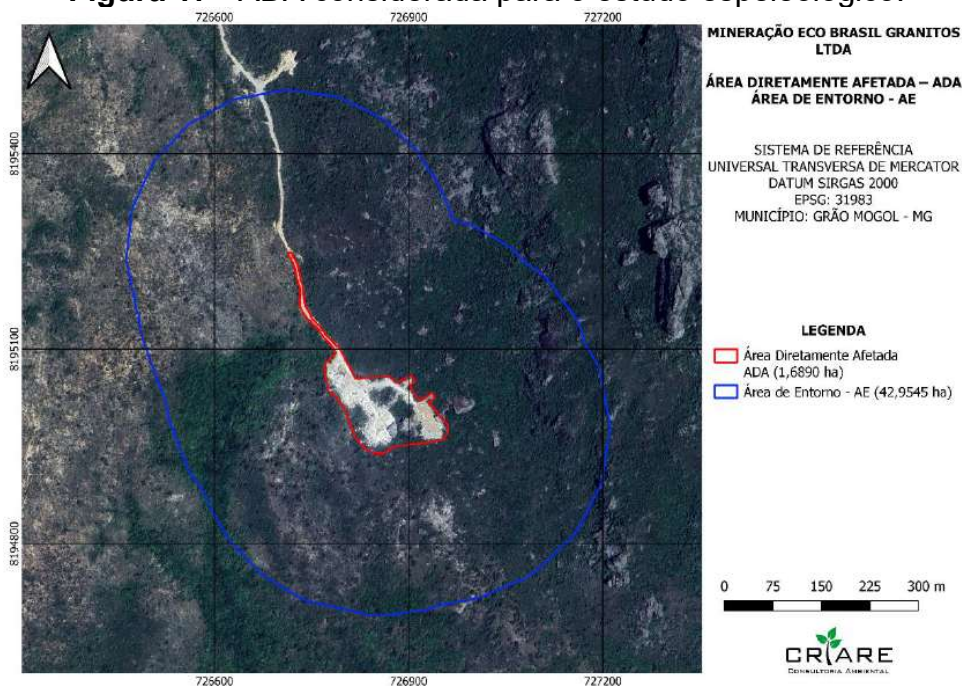 726600 726900 727200
8195400
8195100
8194800
726600 726900 727200
MINERAÇÃO ECO BRASIL GRANITOS
LTDA
ÁREA DIRETAMENTE AFETADA – ADA
ÁREA DE ENTORNO - AE
SISTEMA DE REFERÊNCIA
UNIVERSAL TRANSVERSA DE MERCATOR
DATUM SIRGAS 2000
EPSG: 31983
MUNICÍPIO: GRÃO MOGOL - MG
LEGENDA
Área Diretamente Afetada
ADA (1,6890 ha)
Área de Entorno - AE (42,9545 ha)
0 75 150 225 300 m
CRIARE
CONSULTORIA AMBIENTAL